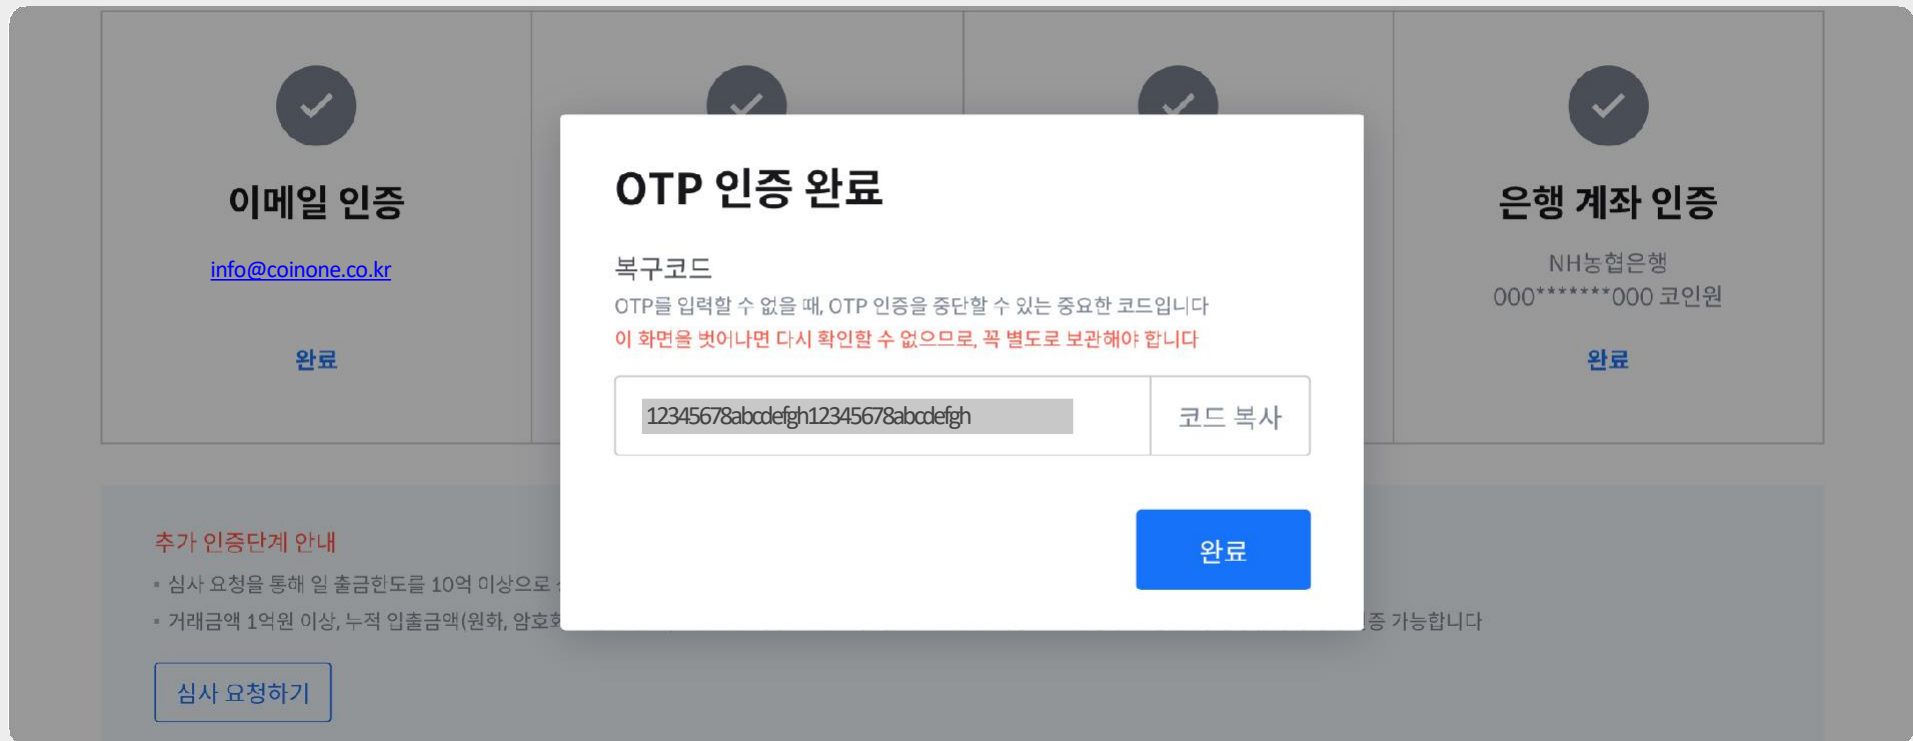 이메일 인증
info@coinone.co.kr
완료
OTP 인증 완료
복구코드
OTP를 입력할 수 없을 때, OTP 인증을 중단할 수 있는 중요한 코드입니다
이 화면을 벗어나면 다시 확인할 수 없으므로, 꼭 별도로 보관해야 합니다
12345678abcdefgh12345678abcdefgh
코드 복사
완료
은행 계좌 인증
NH농협은행
000*******000 코인원
완료
추가 인증단계 안내
▪ 심사 요청을 통해 일 출금한도를 10억 이상으로
▪ 거래금액 1억원 이상, 누적 입출금액(원화, 암호화 증 가능합니다
심사 요청하기